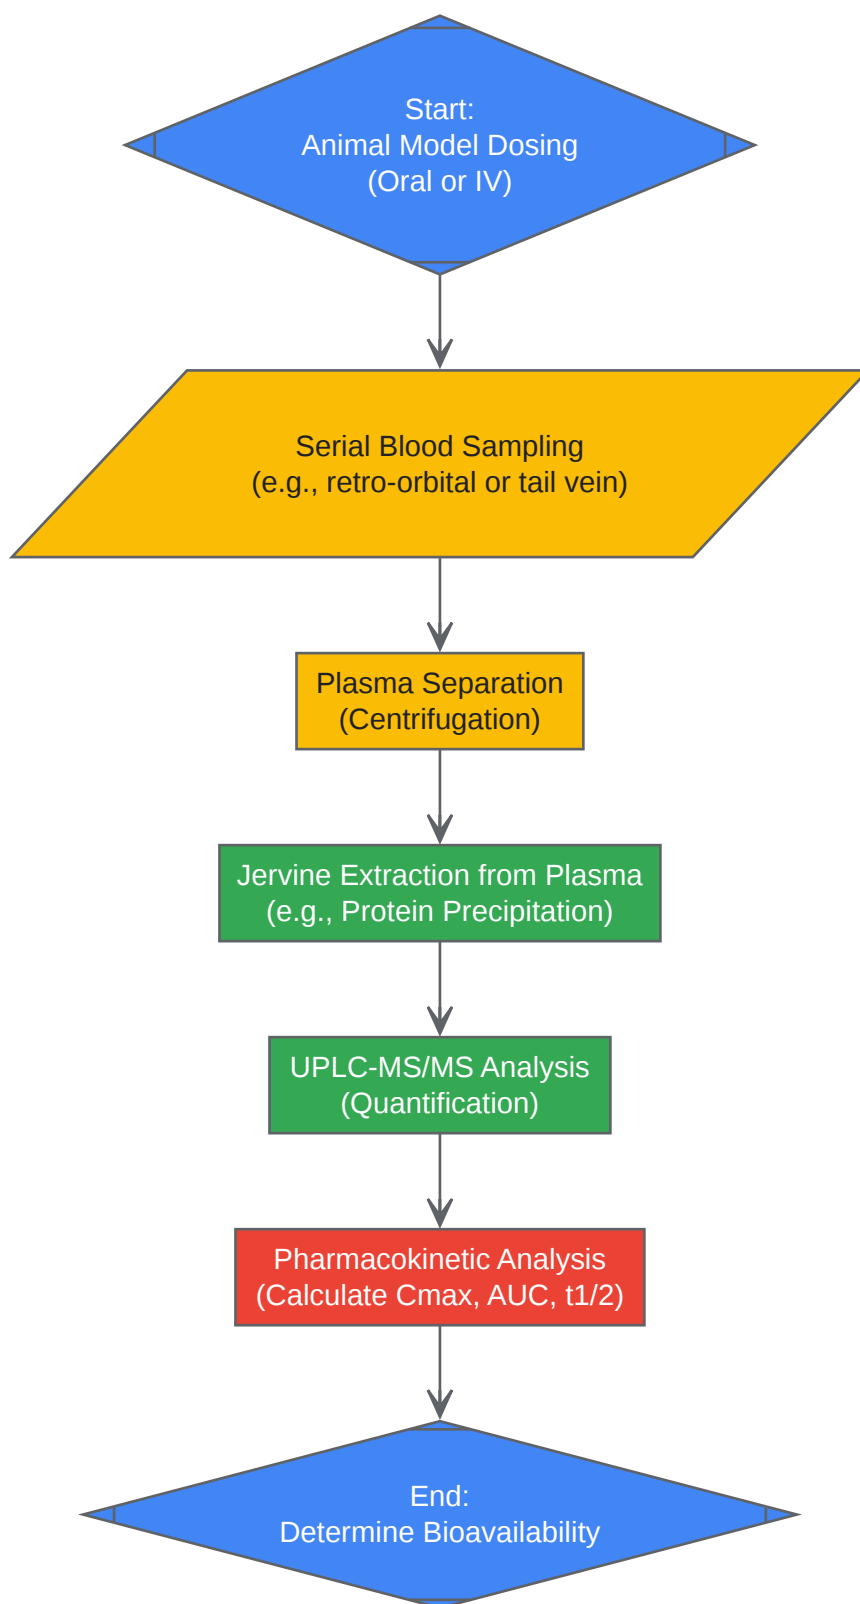 Start:
Animal Model Dosing
(Oral or IV)
Serial Blood Sampling
(e.g., retro-orbital or tail vein)
Plasma Separation
(Centrifugation)
Jervine Extraction from Plasma
(e.g., Protein Precipitation)
UPLC-MS/MS Analysis
(Quantification)
Pharmacokinetic Analysis
(Calculate Cmax, AUC, t1/2)
End:
Determine Bioavailability